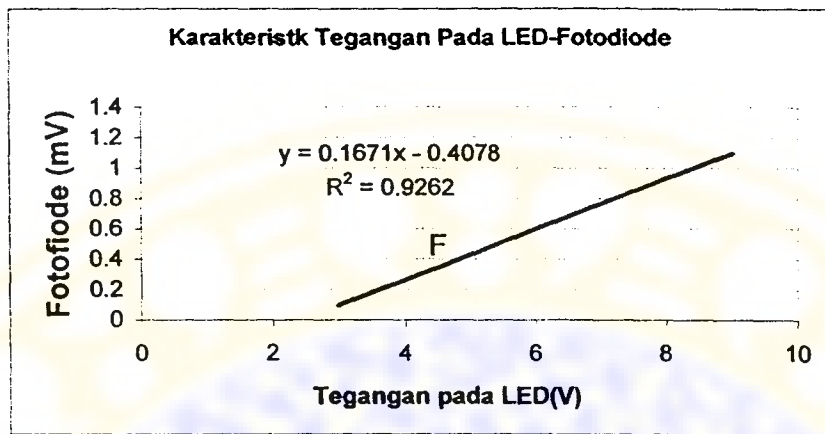 Karakteristk Tegangan Pada LED-Fotodiode
Fotofiode (mV)
1.4
1.2
1
0.8
0.6
0.4
0.2
0
y = 0.1671x - 0.4078
R² = 0.9262
F
0 2 4 6 8 10
Tegangan pada LED(V)